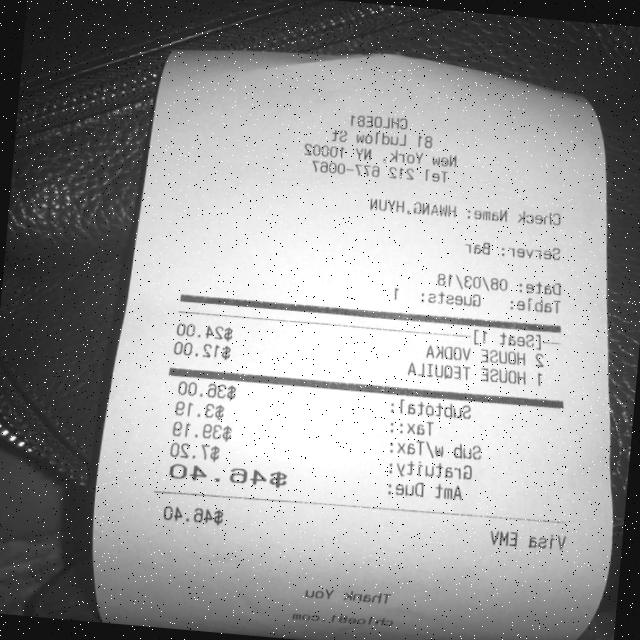 CHLOE81
81 Ludlow St
New York, NY 10002
Tel 212 677-0067
Check Name: HWANG,HYUN
Server: Bar
Date: 08/03/18
Table: Guests: 1
[Seat 1]
2 HOUSE VODKA $24.00
1 HOUSE TEQUILA $12.00
Subtotal: $36.00
Tax:: $3.19
Sub w/Tax: $39.19
Gratuity: $7.20
Amt Due: $46.40
Visa EMV $46.40
Thank You
chloe81.com